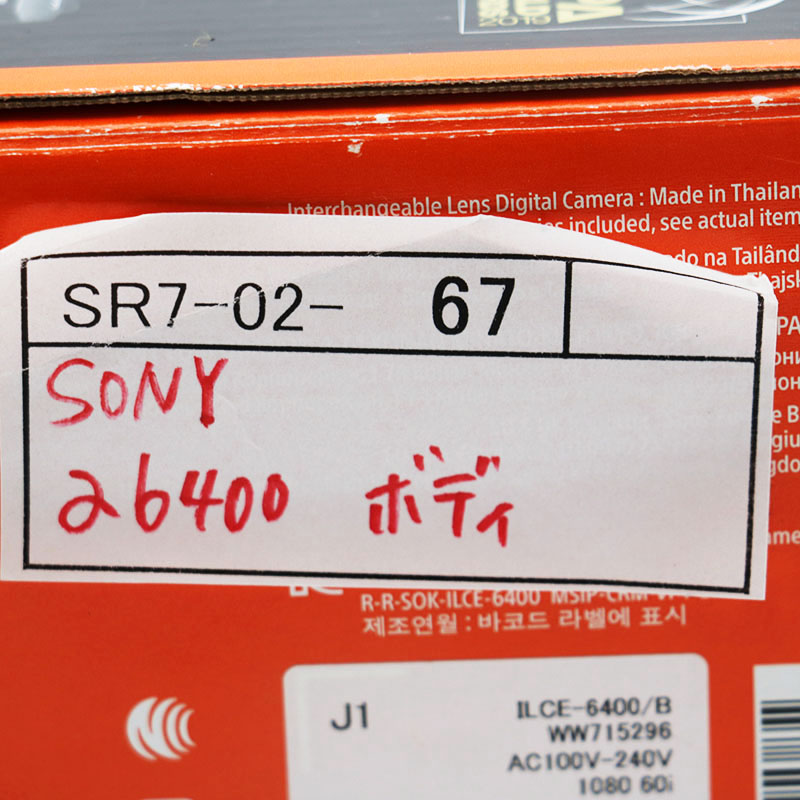 Interchangeable Lens Digital Camera : Made in Thailan
included, see actual item
do na Tailând
SR7-02- 67
SONY
α6400 ボディ
R-R-SOK-ILCE-6400
제조연월 : 바코드 라벨에 표시
J1
ILCE-6400/B
WW715296
AC100V-240V
1080 60i